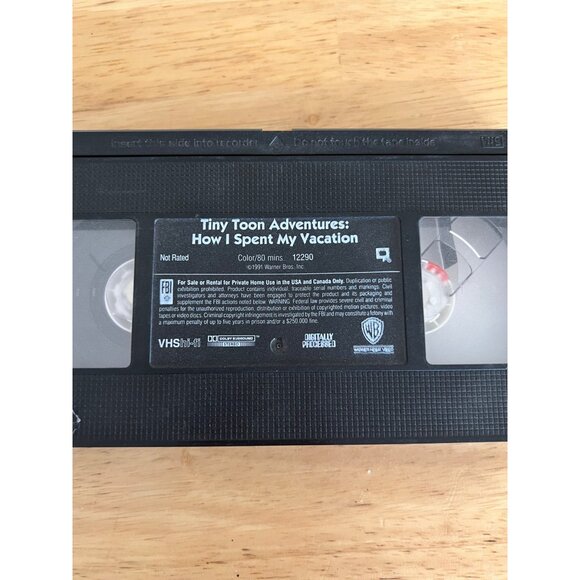 Insert this side into recorder Do not touch the tape inside VHS
Tiny Toon Adventures:
How I Spent My Vacation
Not Rated Color/80 mins. 12290
©1991 Warner Bros. Inc.
FBI
For Sale or Rental for Private Home Use in the USA and Canada Only. Duplication or public
exhibition prohibited. Product contains individual, traceable serial numbers and markings. Civil
investigators and attorneys have been engaged to protect the product and its packaging and
supplement the FBI actions noted below. WARNING: Federal law provides severe civil and criminal
penalties for the unauthorized reproduction, distribution or exhibition of copyrighted motion pictures, video
tapes or video discs. Criminal copyright infringement is investigated by the FBI and may constitute a felony with
a maximum penalty of up to five years in prison and/or a $250,000 fine.
VHS hi-fi DOLBY SURROUND
STEREO
DIGITALLY
PROCESSED
WB
WARNER HOME VIDEO